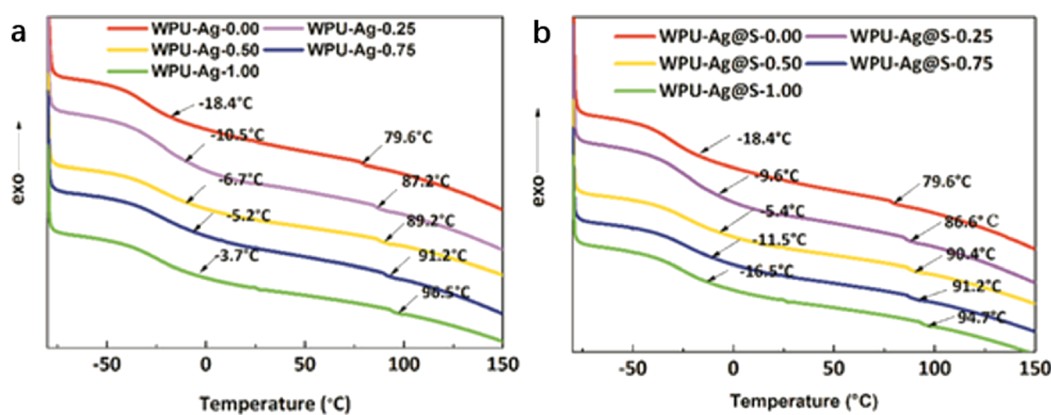 a
WPU-Ag-0.00 WPU-Ag-0.25
WPU-Ag-0.50 WPU-Ag-0.75
WPU-Ag-1.00
-18.4°C
79.6°C
-10.5°C
87.2°C
-6.7°C
89.2°C
-5.2°C
91.2°C
-3.7°C
96.5°C
exo
-50 0 50 100 150
Temperature (°C)
b
WPU-Ag@S-0.00 WPU-Ag@S-0.25
WPU-Ag@S-0.50 WPU-Ag@S-0.75
WPU-Ag@S-1.00
-18.4°C
79.6°C
-9.6°C
86.6°C
-5.4°C
90.4°C
-11.5°C
91.2°C
-16.5°C
94.7°C
exo
-50 0 50 100 150
Temperature (°C)